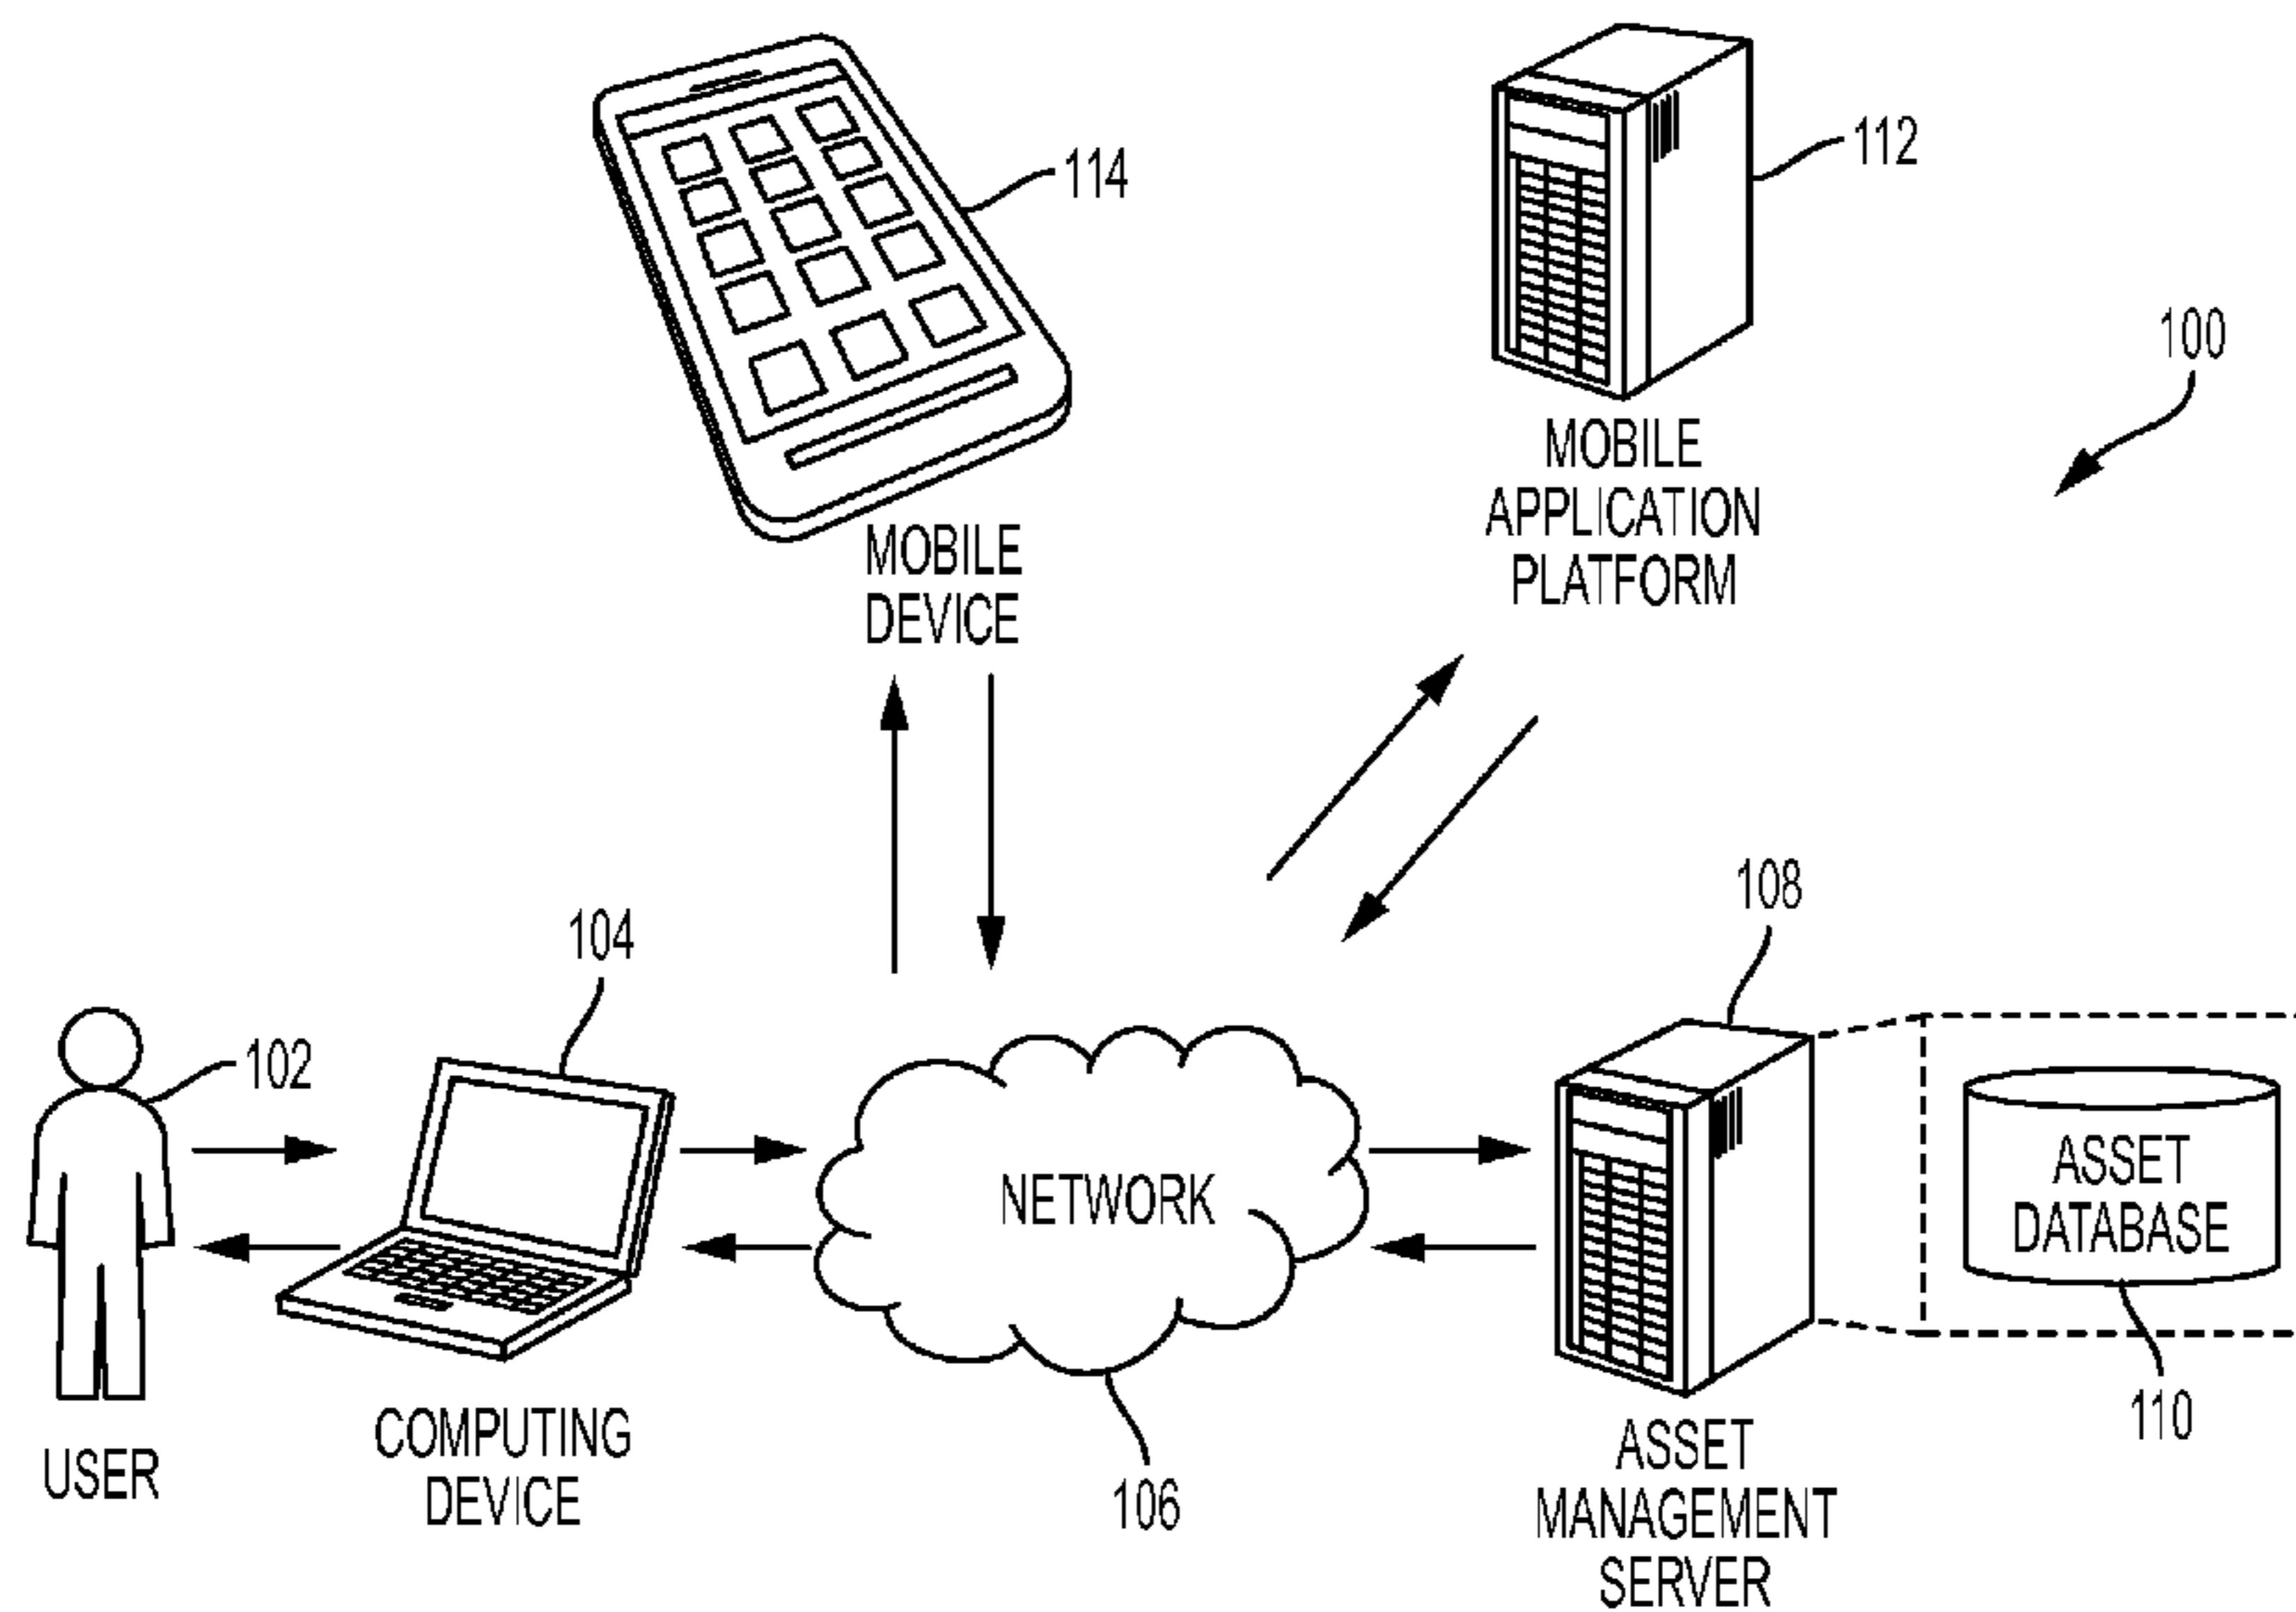 114
112
100
MOBILE
APPLICATION
PLATFORM
MOBILE
DEVICE
108
104
102
NETWORK
ASSET
DATABASE
110
106
USER
COMPUTING
DEVICE
ASSET
MANAGEMENT
SERVER